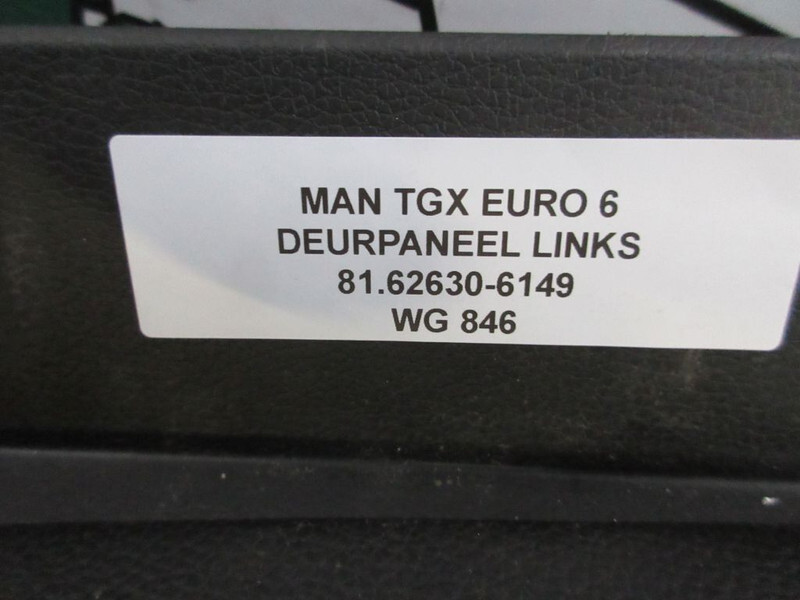 MAN TGX EURO 6
DEURPANEEL LINKS
81.62630-6149
WG 846